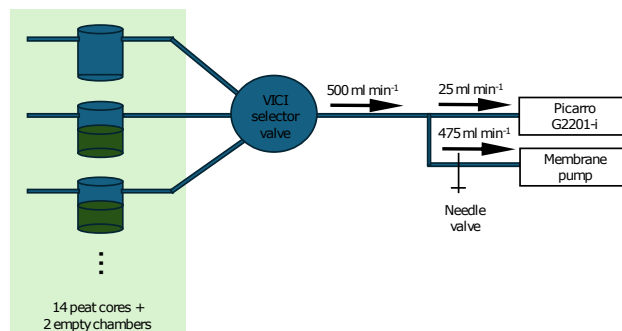 VICI
selector
valve
500 ml min⁻¹
25 ml min⁻¹
Picarro
G2201-i
475 ml min⁻¹
Membrane
pump
Needle
valve
14 peat cores +
2 empty chambers